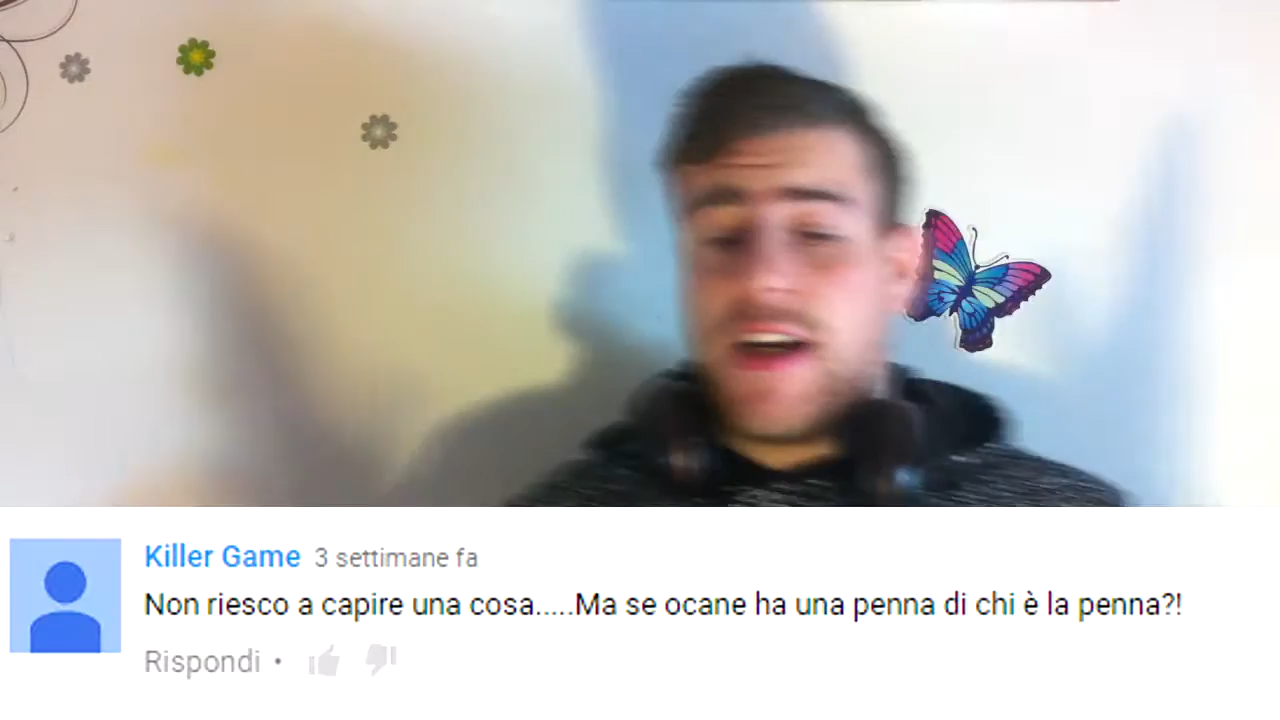 Killer Game 3 settimane fa
Non riesco a capire una cosa.....Ma se ocane ha una penna di chi è la penna?!
Rispondi •